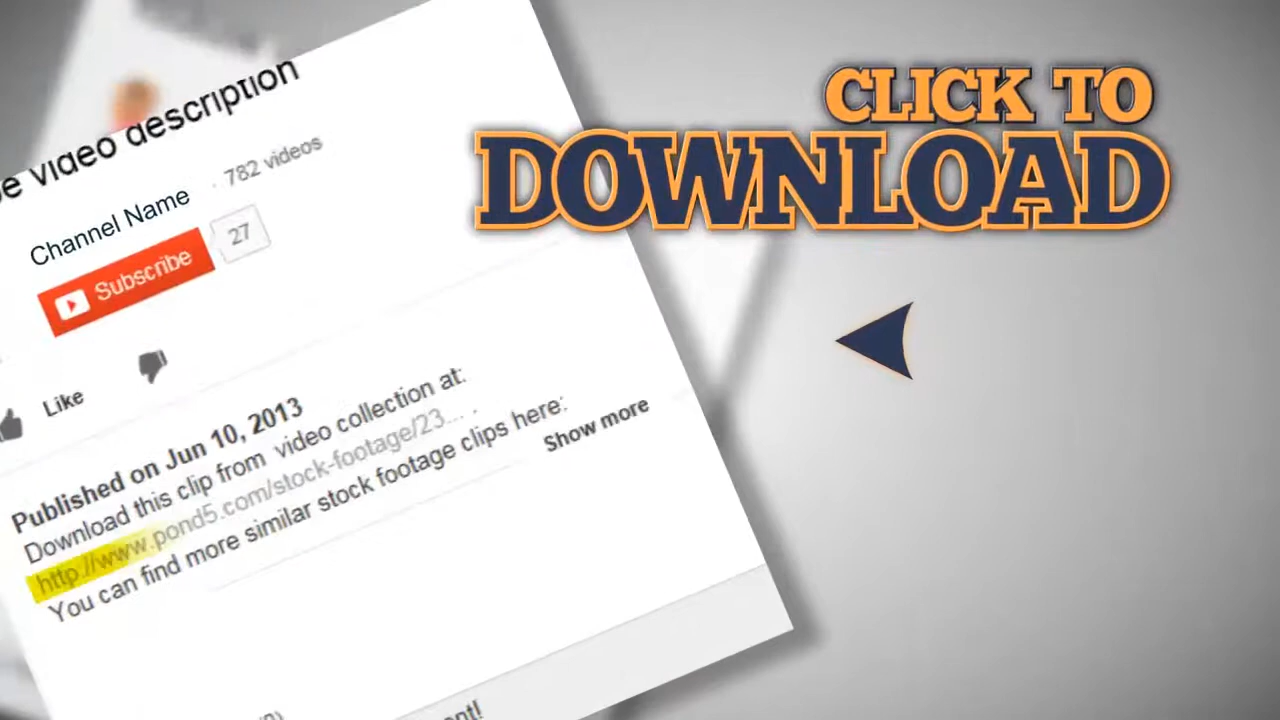 CLICK TO
DOWNLOAD
video description
Channel Name · 782 videos
Subscribe 27
Like
Published on Jun 10, 2013
Download this clip from video collection at:
http://www.pond5.com/stock-footage/23... .
You can find more similar stock footage clips here:
Show more